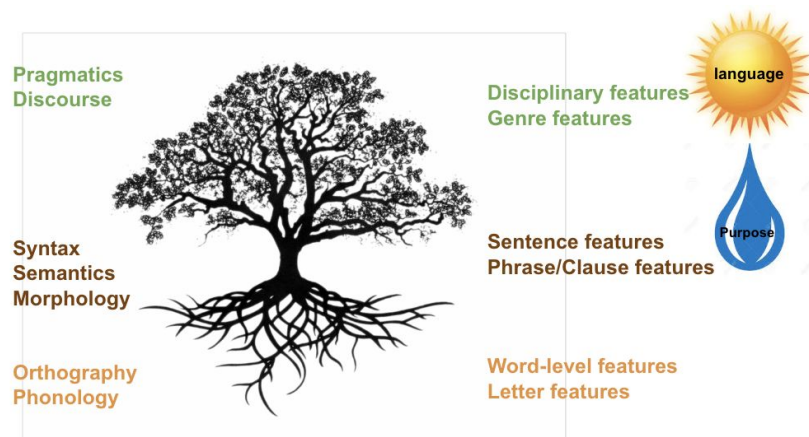 Pragmatics
Discourse
Disciplinary features
Genre features
language
Purpose
Syntax
Semantics
Morphology
Sentence features
Phrase/Clause features
Orthography
Phonology
Word-level features
Letter features